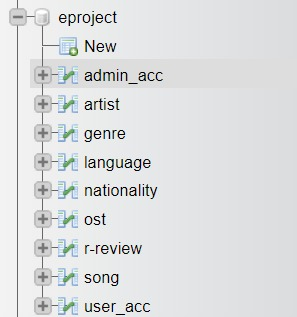 eproject
New
admin_acc
artist
genre
language
nationality
ost
r-review
song
user_acc